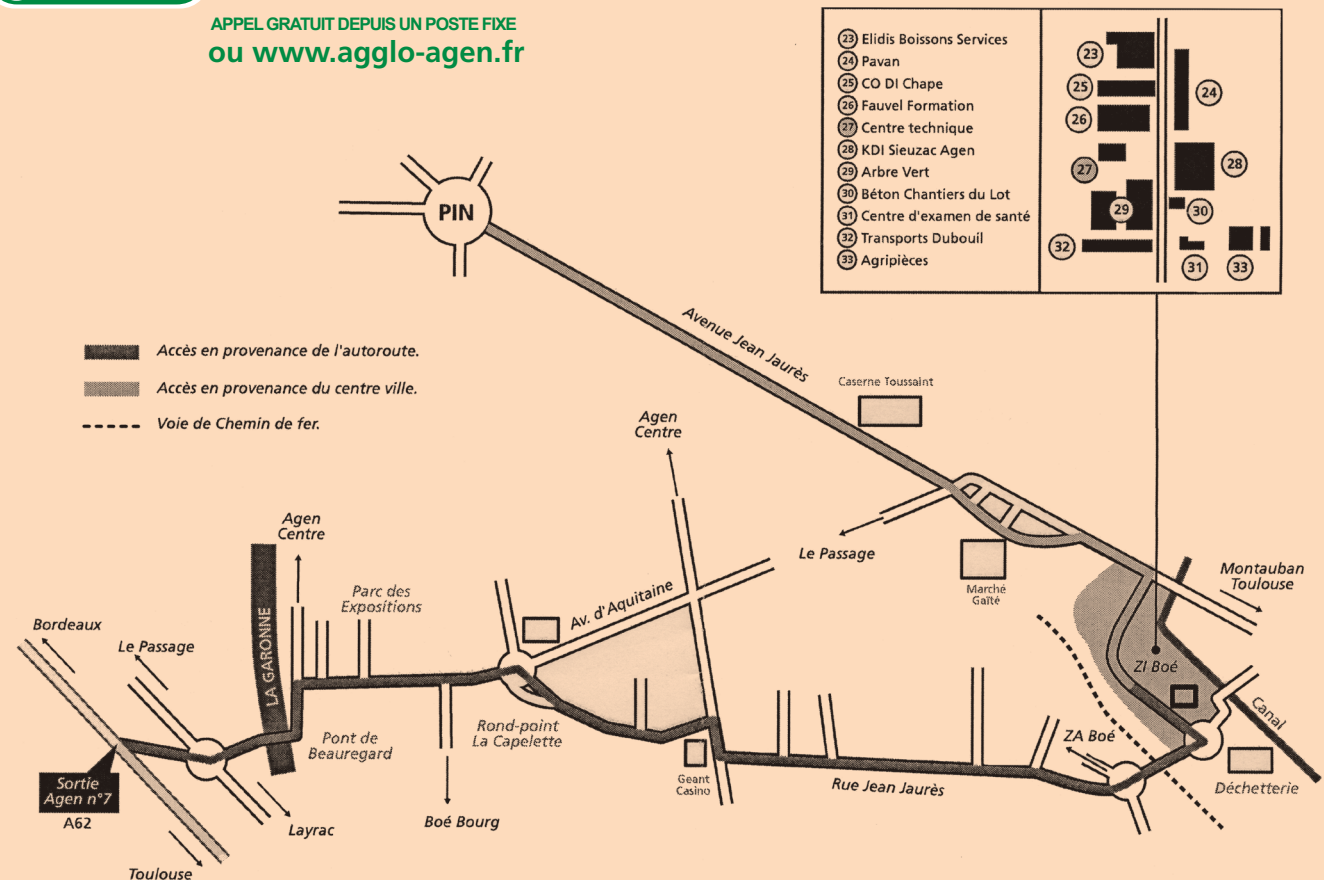 APPEL GRATUIT DEPUIS UN POSTE FIXE
ou www.agglo-agen.fr
23 Elidis Boissons Services
24 Pavan
25 CO DI Chape
26 Fauvel Formation
27 Centre technique
28 KDI Sieuzac Agen
29 Arbre Vert
30 Béton Chantiers du Lot
31 Centre d'examen de santé
32 Transports Dubouil
33 Agripièces
23
25
24
26
27
28
29
30
32
31
33
PIN
Avenue Jean Jaurès
Accès en provenance de l'autoroute.
Accès en provenance du centre ville.
Voie de Chemin de fer.
Caserne Toussaint
Agen
Centre
Le Passage
Marché
Gaîté
Montauban
Toulouse
Agen
Centre
Parc des
Expositions
Av. d'Aquitaine
LA GARONNE
Bordeaux
Le Passage
ZI Boé
Canal
Pont de
Beauregard
Rond-point
La Capelette
ZA Boé
Geant
Casino
Rue Jean Jaurès
Déchetterie
Sortie
Agen n°7
A62
Layrac
Boé Bourg
Toulouse